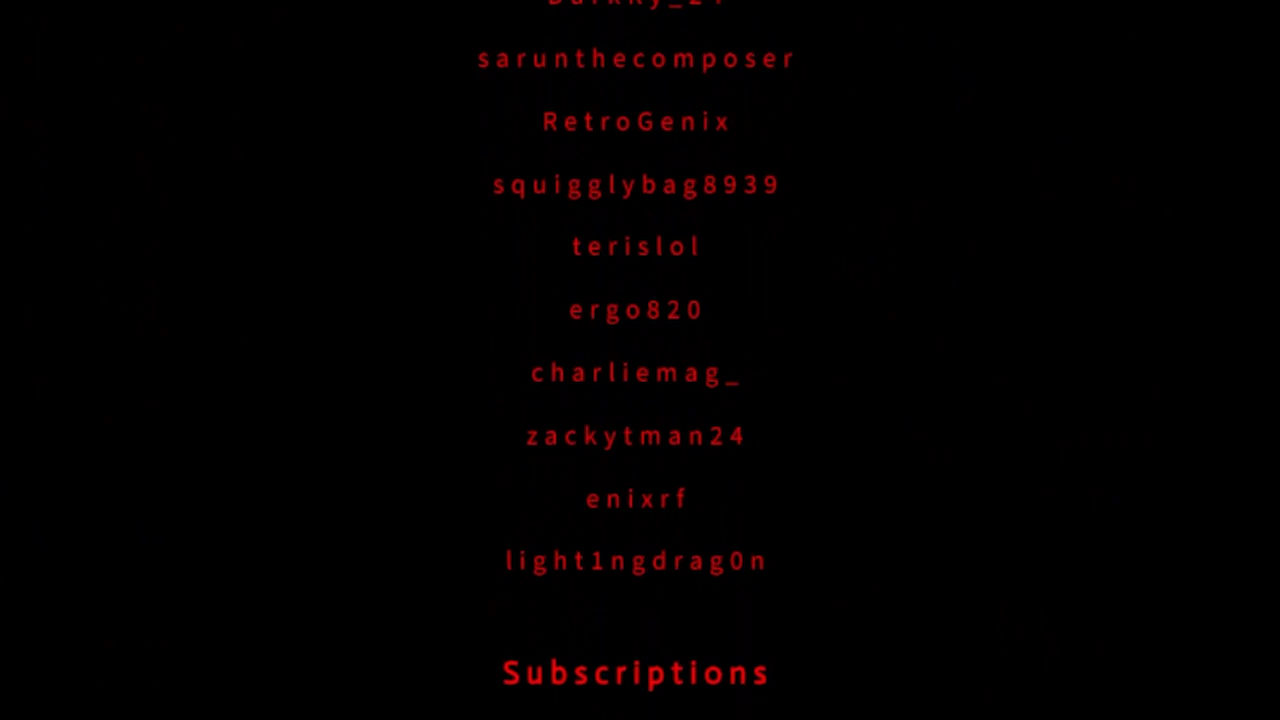 sarunthecomposer
RetroGenix
squigglybag8939
terislol
ergo820
charliemag_
zackytman24
enixrf
light1ngdrag0n
Subscriptions